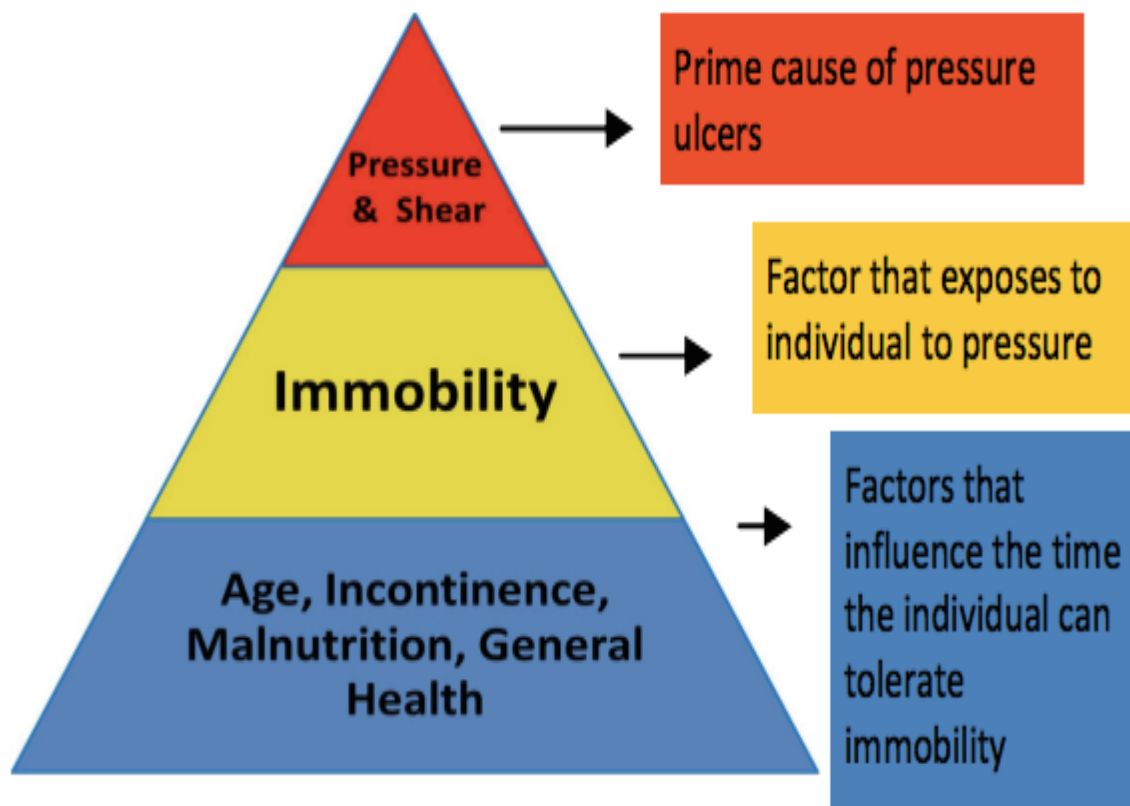 Pressure
& Shear
Prime cause of pressure
ulcers
Immobility
Factor that exposes to
individual to pressure
Age, Incontinence,
Malnutrition, General
Health
Factors that
influence the time
the individual can
tolerate
immobility